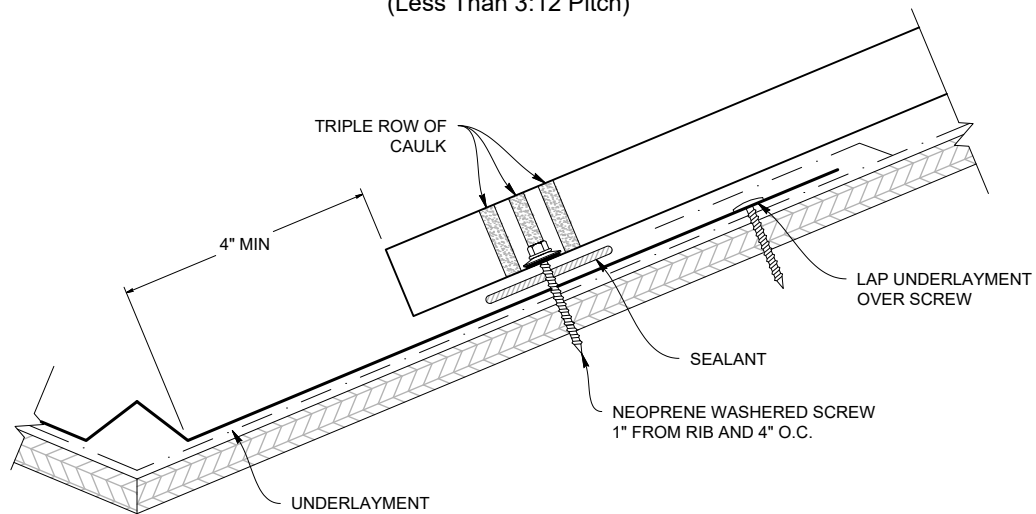 (Less Than 3:12 Pitch)
TRIPLE ROW OF
CAULK
4" MIN
LAP UNDERLAYMENT
OVER SCREW
SEALANT
NEOPRENE WASHERED SCREW
1" FROM RIB AND 4" O.C.
UNDERLAYMENT